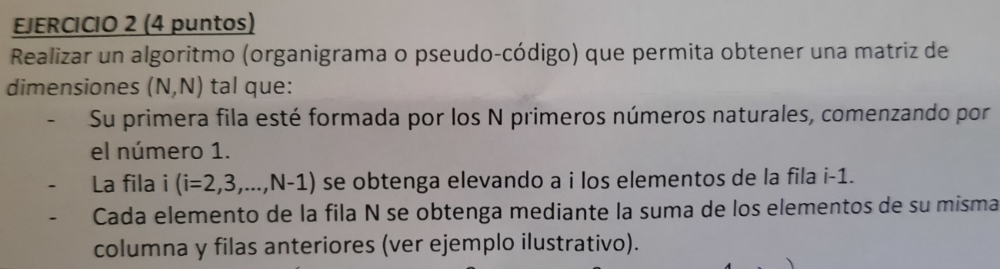 EJERCICIO 2 (4 puntos)
Realizar un algoritmo (organigrama o pseudo-código) que permita obtener una matriz de
dimensiones (N,N) tal que:
- Su primera fila esté formada por los N primeros números naturales, comenzando por
el número 1.
- La fila i (i=2,3,...,N-1) se obtenga elevando a i los elementos de la fila i-1.
- Cada elemento de la fila N se obtenga mediante la suma de los elementos de su misma
columna y filas anteriores (ver ejemplo ilustrativo).